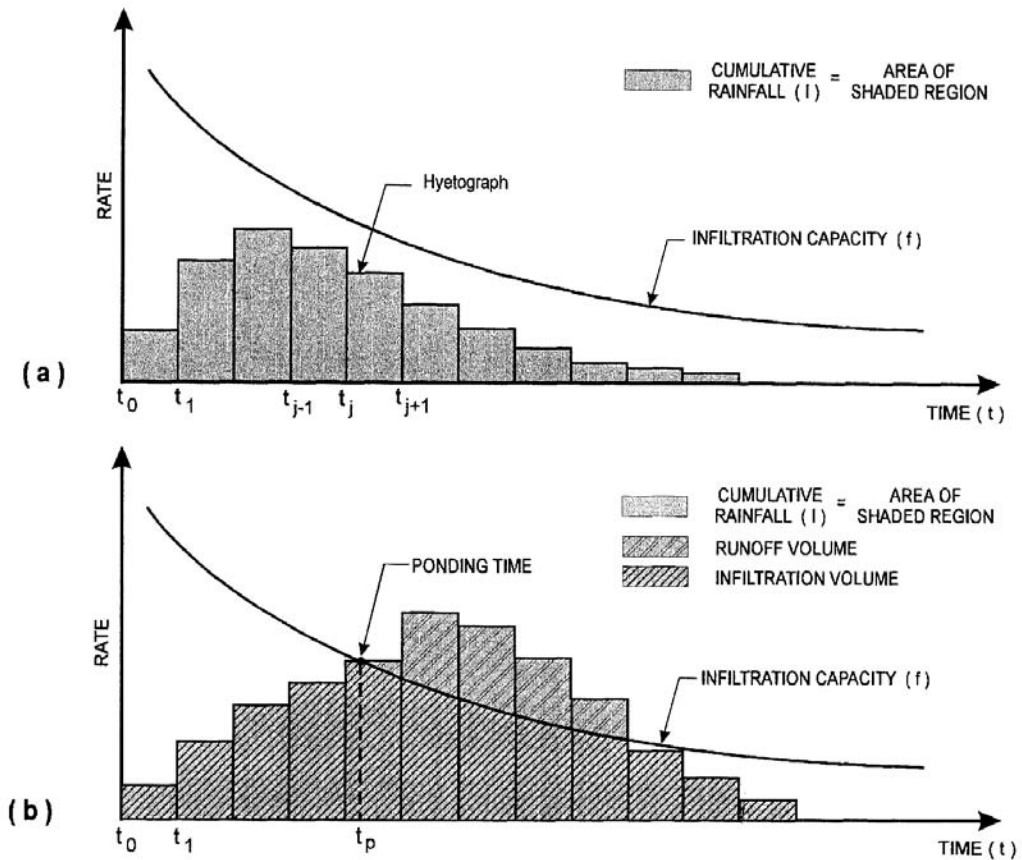 CUMULATIVE = AREA OF
RAINFALL ( I ) SHADED REGION
RATE
Hyetograph
INFILTRATION CAPACITY ( f )
( a )
t0 t1 tj-1 tj tj+1
TIME ( t )
CUMULATIVE = AREA OF
RAINFALL ( I ) SHADED REGION
RUNOFF VOLUME
PONDING TIME
INFILTRATION VOLUME
RATE
INFILTRATION CAPACITY ( f )
( b )
t0 t1 tp
TIME ( t )